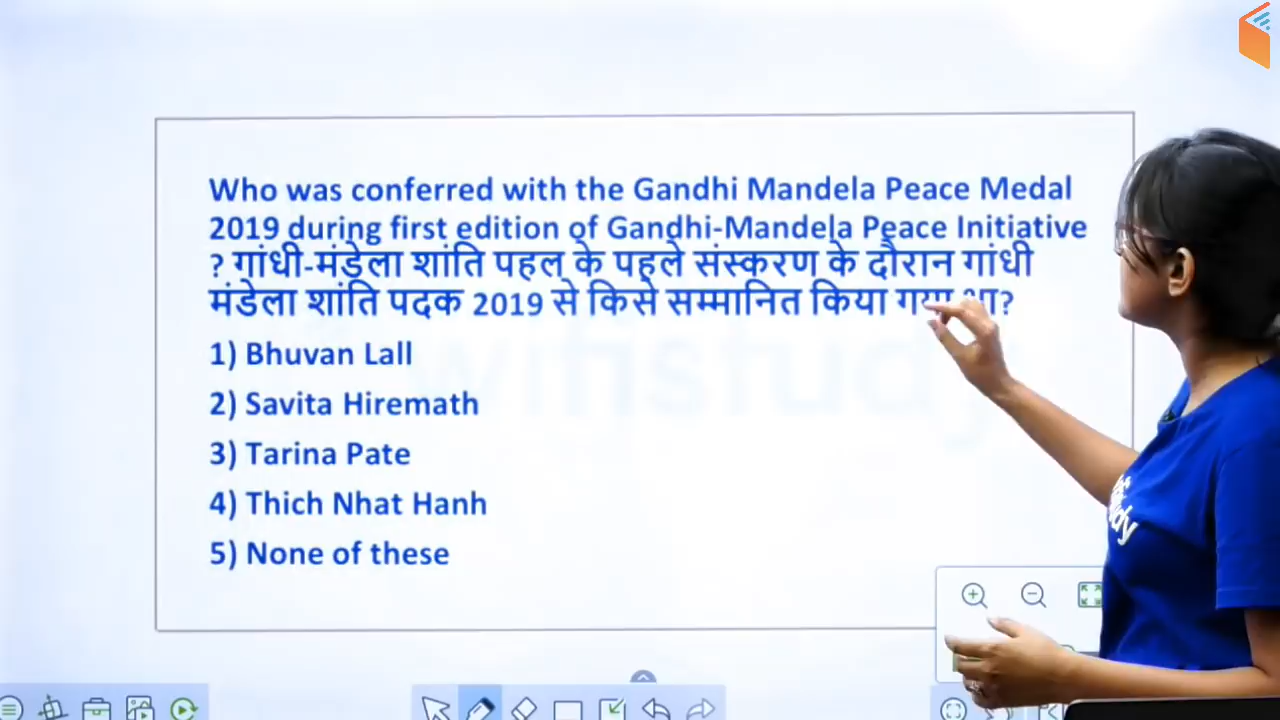 Who was conferred with the Gandhi Mandela Peace Medal
2019 during first edition of Gandhi-Mandela Peace Initiative
? गांधी-मंडेला शांति पहल के पहले संस्करण के दौरान गांधी
मंडेला शांति पदक 2019 से किसे सम्मानित किया गया था?
1) Bhuvan Lall
2) Savita Hiremath
3) Tarina Pate
4) Thich Nhat Hanh
5) None of these
wifistudy